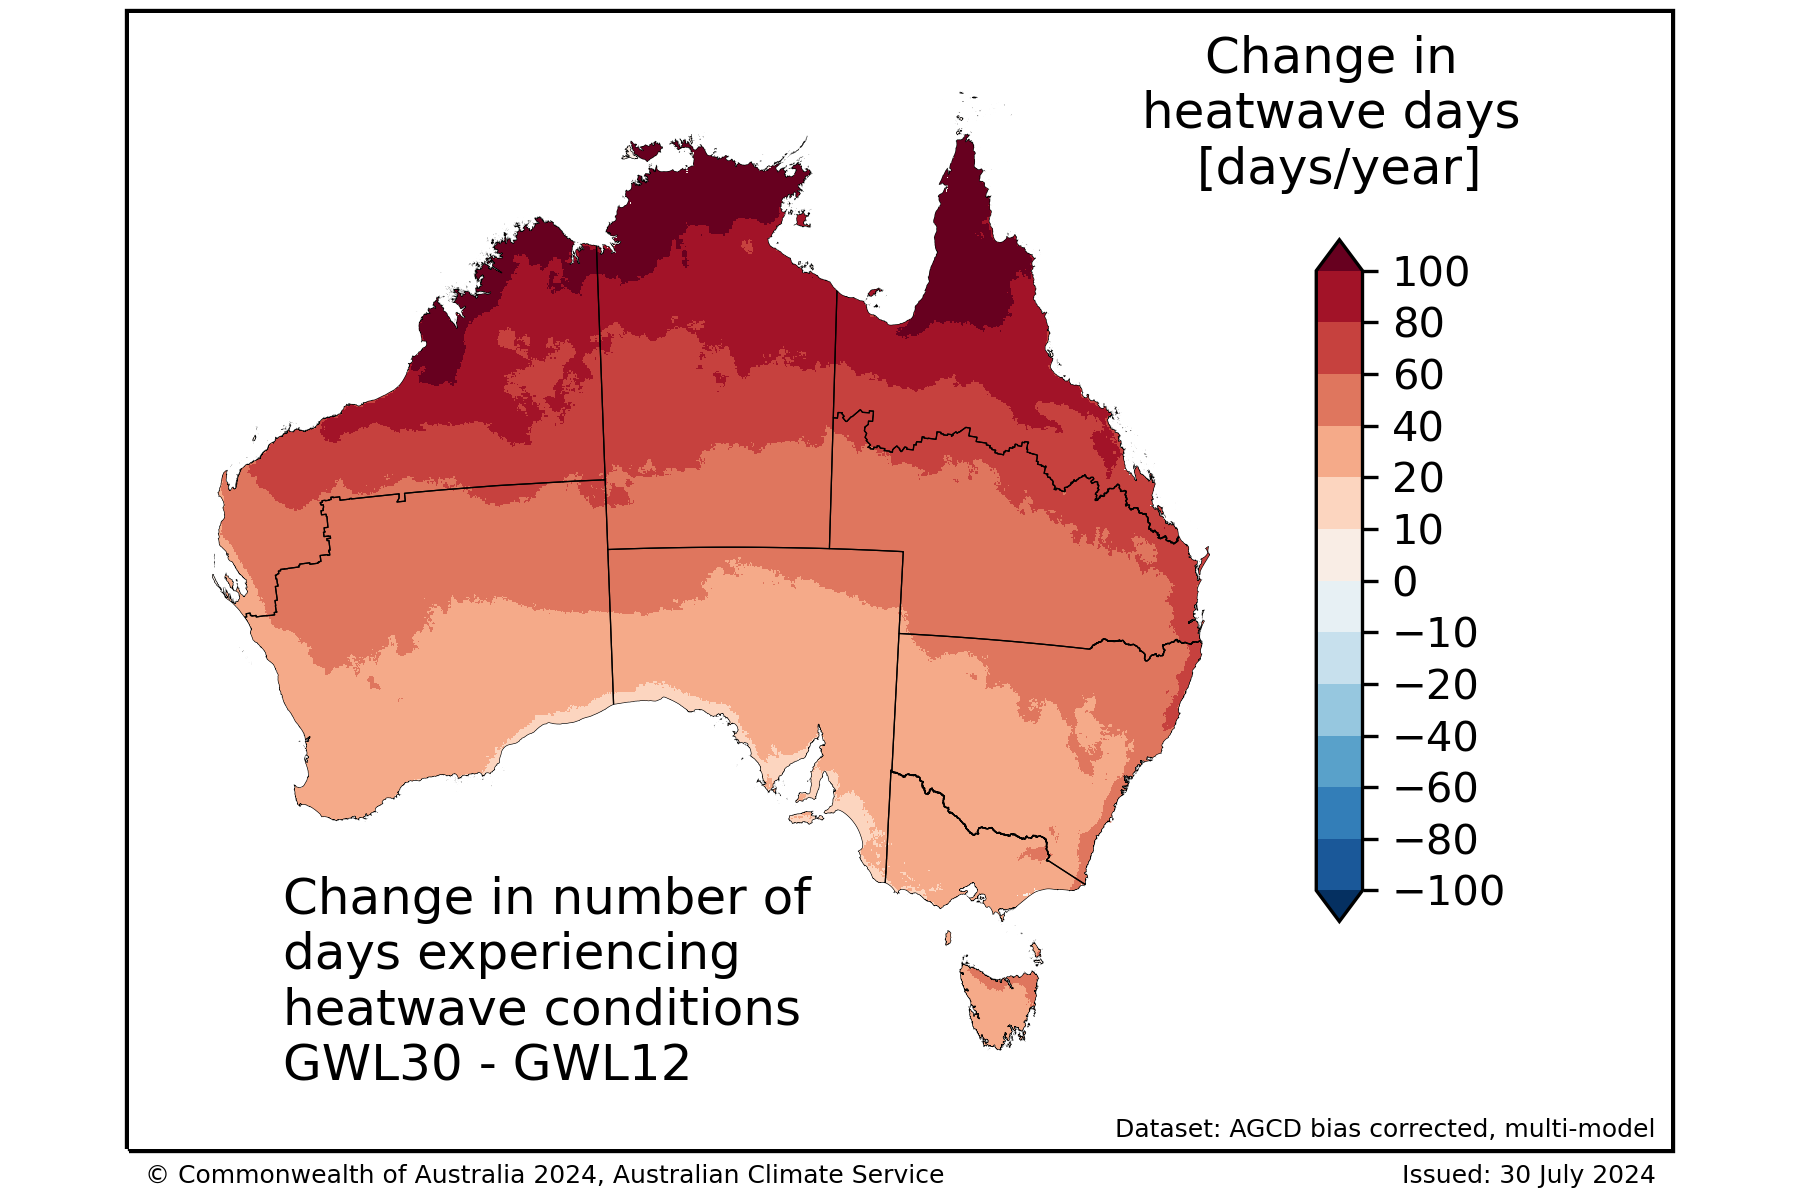 Change in
heatwave days
[days/year]
100
80
60
40
20
10
0
−10
−20
−40
−60
−80
−100
Change in number of
days experiencing
heatwave conditions
GWL30 - GWL12
Dataset: AGCD bias corrected, multi-model
© Commonwealth of Australia 2024, Australian Climate Service
Issued: 30 July 2024